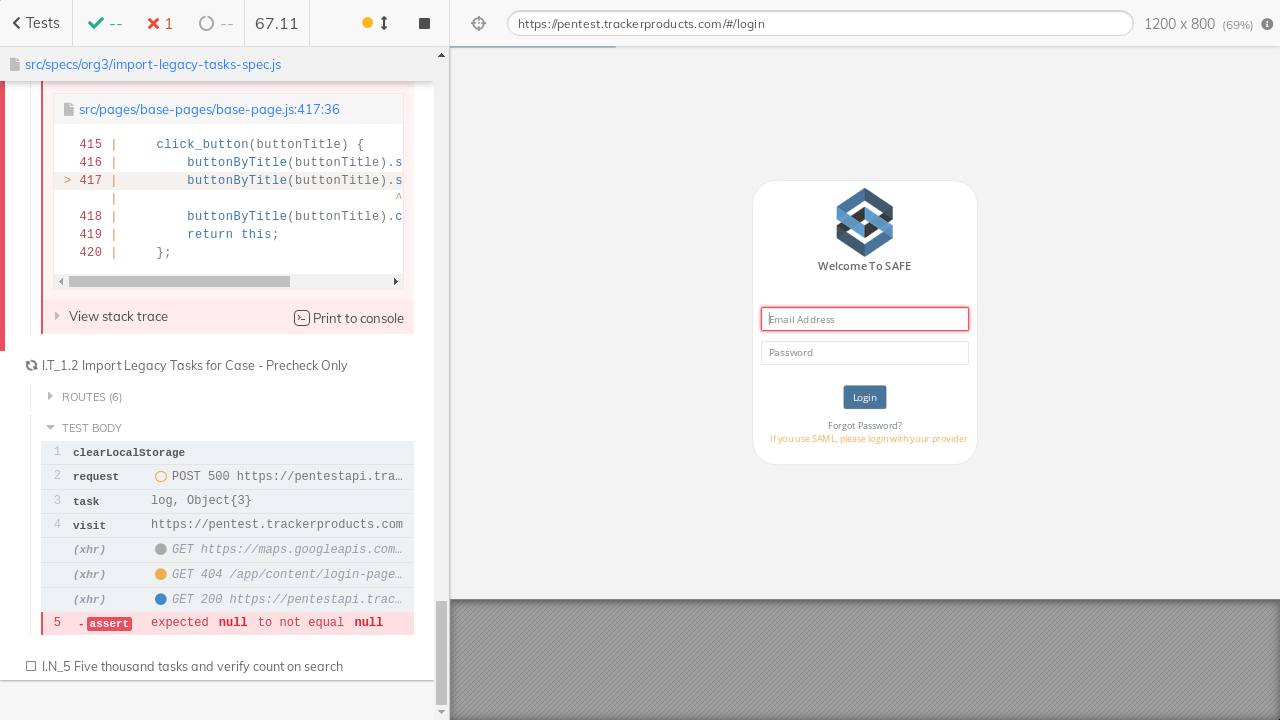 Tests
--
1
--
67.11
https://pentest.trackerproducts.com/#/login
1200 x 800 (69%)
src/specs/org3/import-legacy-tasks-spec.js
src/pages/base-pages/base-page.js:417:36
415 | click_button(buttonTitle) {
416 | buttonByTitle(buttonTitle).s
> 417 | buttonByTitle(buttonTitle).s
| ^
418 | buttonByTitle(buttonTitle).c
419 | return this;
420 | };
View stack trace
Print to console
I.T_1.2 Import Legacy Tasks for Case - Precheck Only
ROUTES (6)
TEST BODY
1 clearLocalStorage
2 request POST 500 https://pentestapi.tra…
3 task log, Object{3}
4 visit https://pentest.trackerproducts.com
(xhr) GET https://maps.googleapis.com…
(xhr) GET 404 /app/content/login-page…
(xhr) GET 200 https://pentestapi.trac…
5 -assert expected null to not equal null
I.N_5 Five thousand tasks and verify count on search
Welcome To SAFE
Email Address
Password
Login
Forgot Password?
If you use SAML, please login with your provider